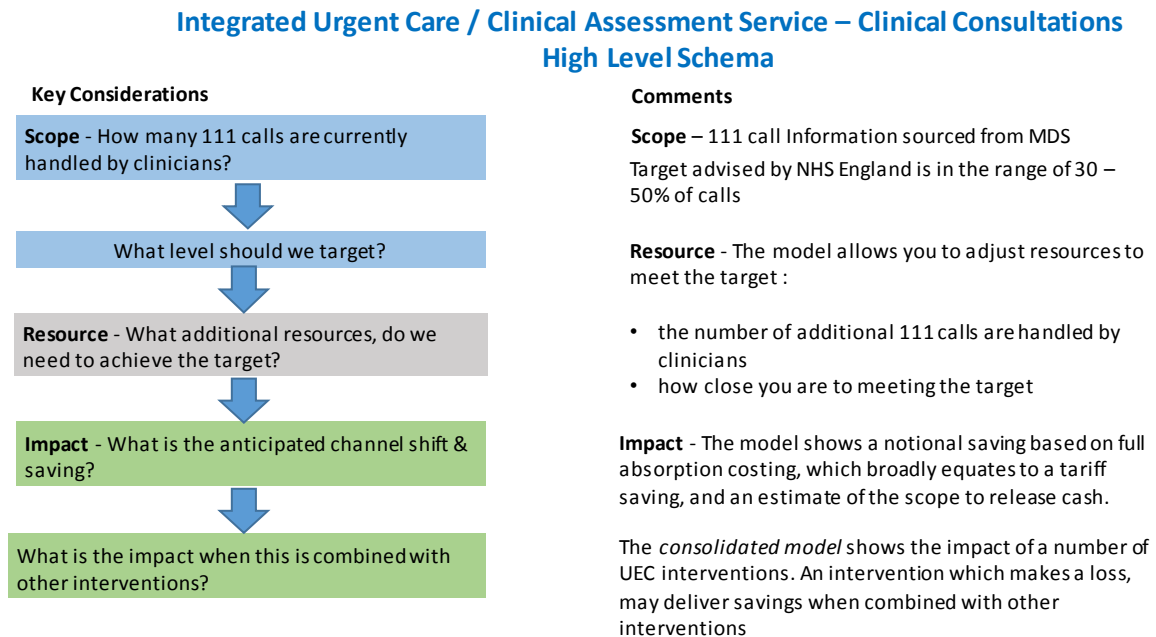 Integrated Urgent Care / Clinical Assessment Service – Clinical Consultations
High Level Schema
Key Considerations
Scope - How many 111 calls are currently
handled by clinicians?
What level should we target?
Resource - What additional resources, do we
need to achieve the target?
Impact - What is the anticipated channel shift &
saving?
What is the impact when this is combined with
other interventions?
Comments
Scope – 111 call Information sourced from MDS
Target advised by NHS England is in the range of 30 –
50% of calls
Resource - The model allows you to adjust resources to
meet the target :
• the number of additional 111 calls are handled by
clinicians
• how close you are to meeting the target
Impact - The model shows a notional saving based on full
absorption costing, which broadly equates to a tariff
saving, and an estimate of the scope to release cash.
The consolidated model shows the impact of a number of
UEC interventions. An intervention which makes a loss,
may deliver savings when combined with other
interventions